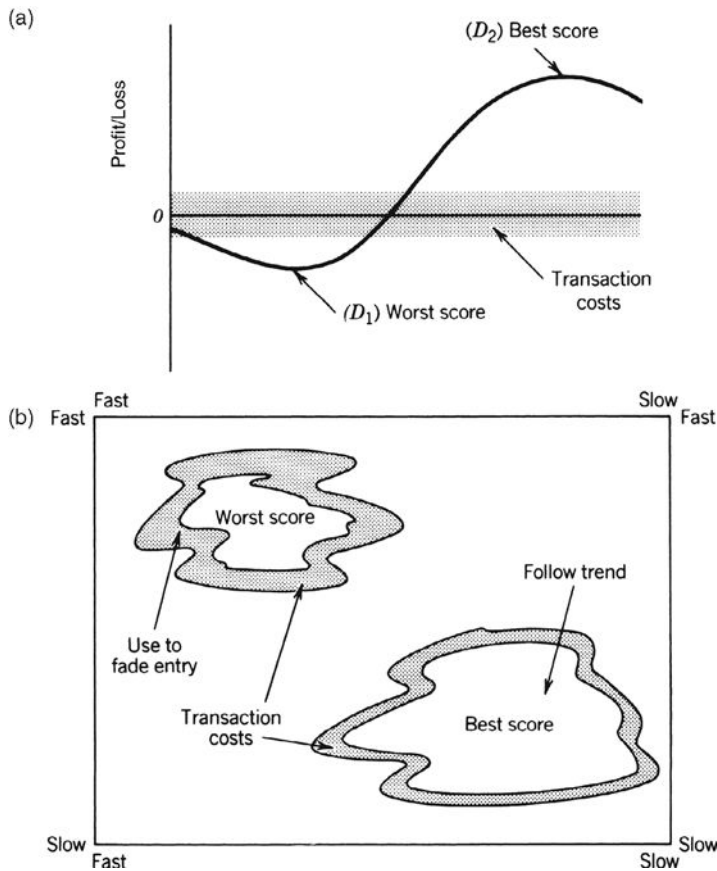 (a)
Profit/Loss
(D₂) Best score
0
Transaction
costs
(D₁) Worst score
(b)
Fast
Slow
Fast
Fast
Worst score
Follow trend
Use to
fade entry
Transaction
costs
Best score
Slow
Slow
Fast
Slow